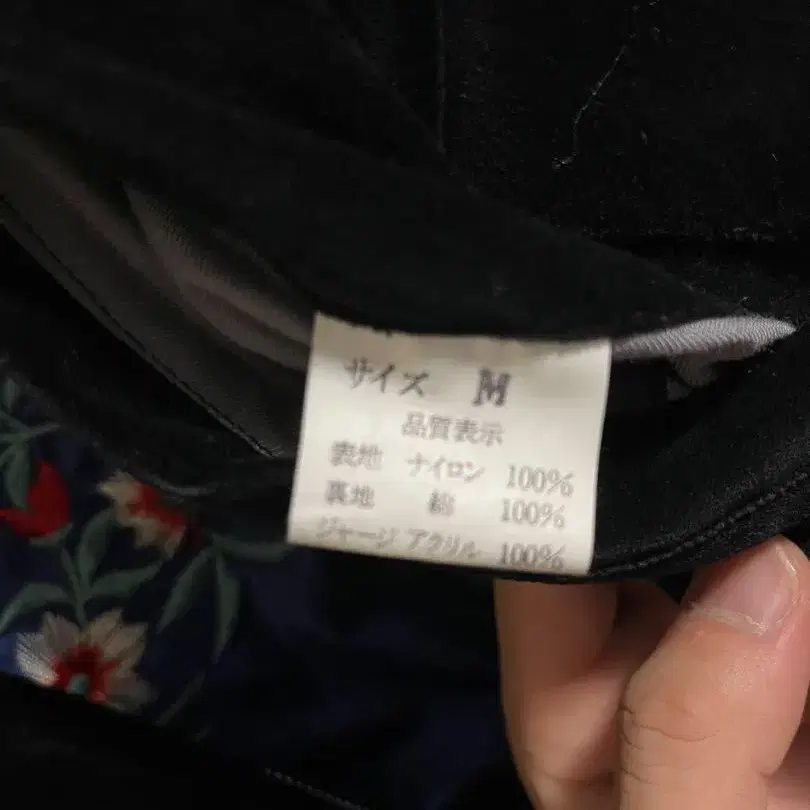 サイズ M
品質表示
表地 ナイロン 100%
裏地 綿 100%
ジャージ アクリル 100%